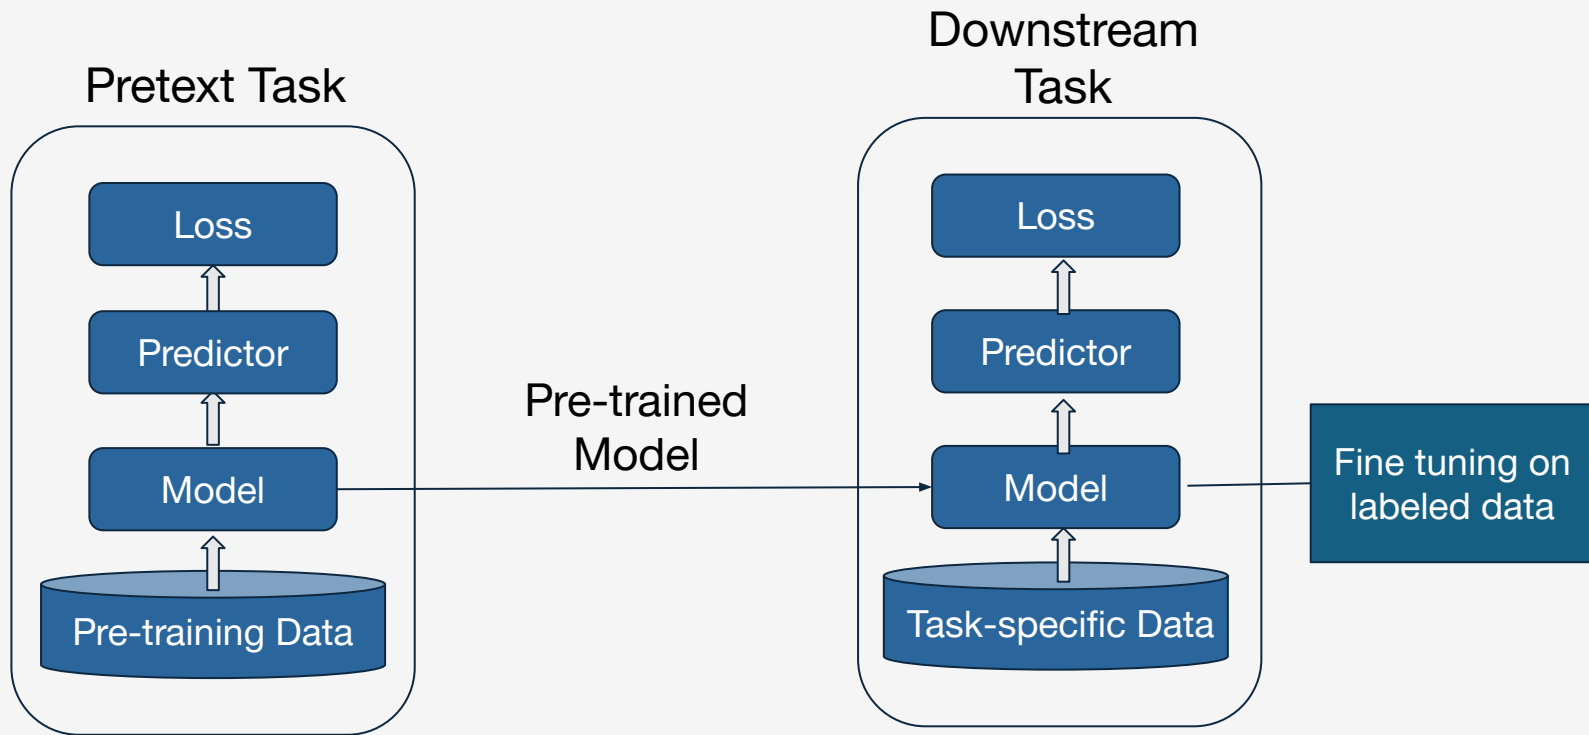 Pretext Task
Loss
Predictor
Model
Pre-training Data
Pre-trained
Model
Downstream
Task
Loss
Predictor
Model
Task-specific Data
Fine tuning on
labeled data